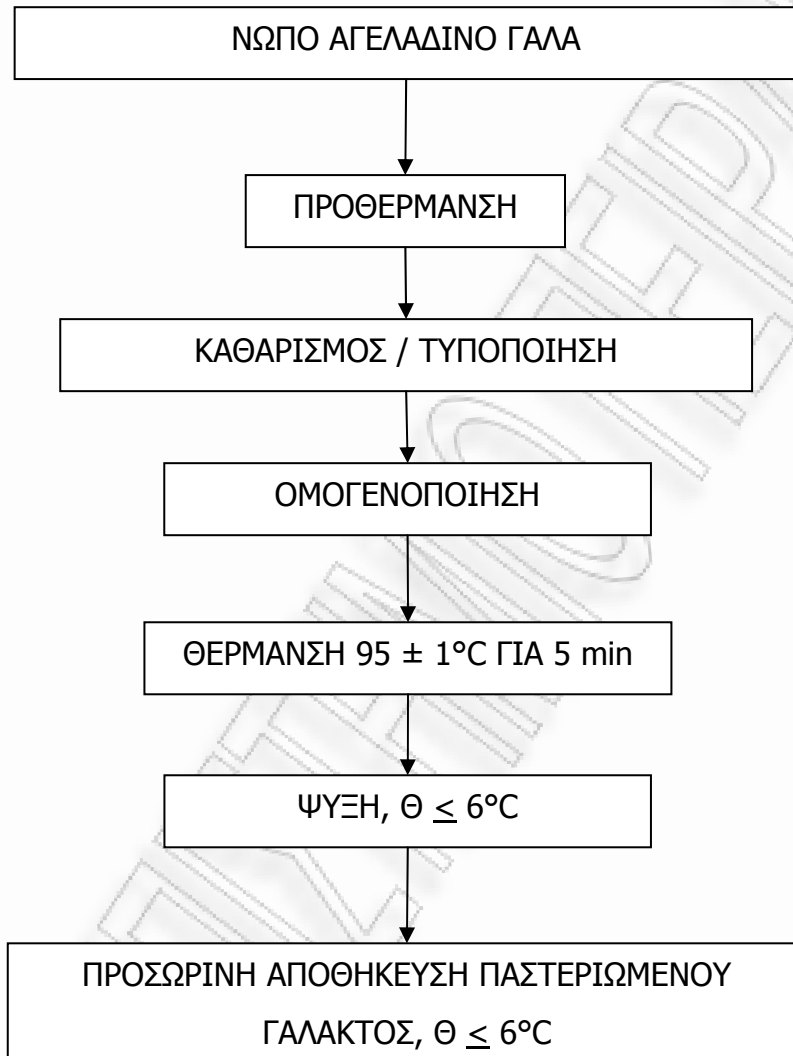 ΝΩΠΟ ΑΓΕΛΑΔΙΝΟ ΓΑΛΑ
ΠΡΟΘΕΡΜΑΝΣΗ
ΚΑΘΑΡΙΣΜΟΣ / ΤΥΠΟΠΟΙΗΣΗ
ΟΜΟΓΕΝΟΠΟΙΗΣΗ
ΘΕΡΜΑΝΣΗ 95 ± 1°C ΓΙΑ 5 min
ΨΥΞΗ, Θ ≤ 6°C
ΠΡΟΣΩΡΙΝΗ ΑΠΟΘΗΚΕΥΣΗ ΠΑΣΤΕΡΙΩΜΕΝΟΥ
ΓΑΛΑΚΤΟΣ, Θ ≤ 6°C